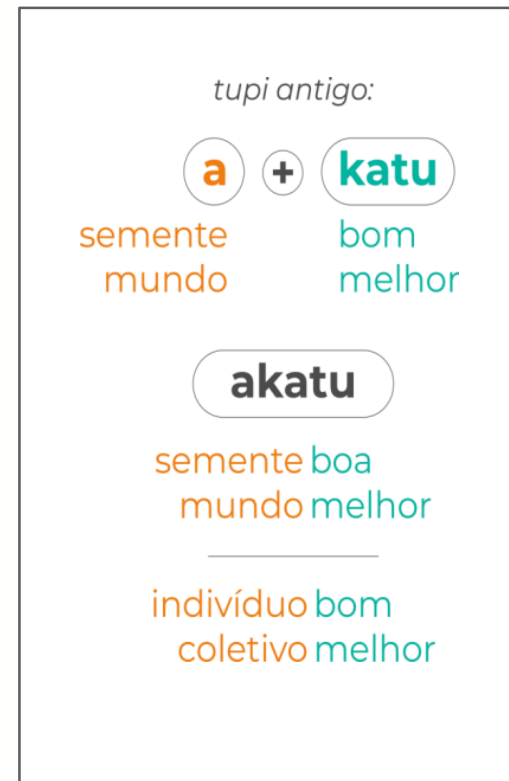 tupi antigo:
a + katu
semente bom
mundo melhor
akatu
semente boa
mundo melhor
indivíduo bom
coletivo melhor